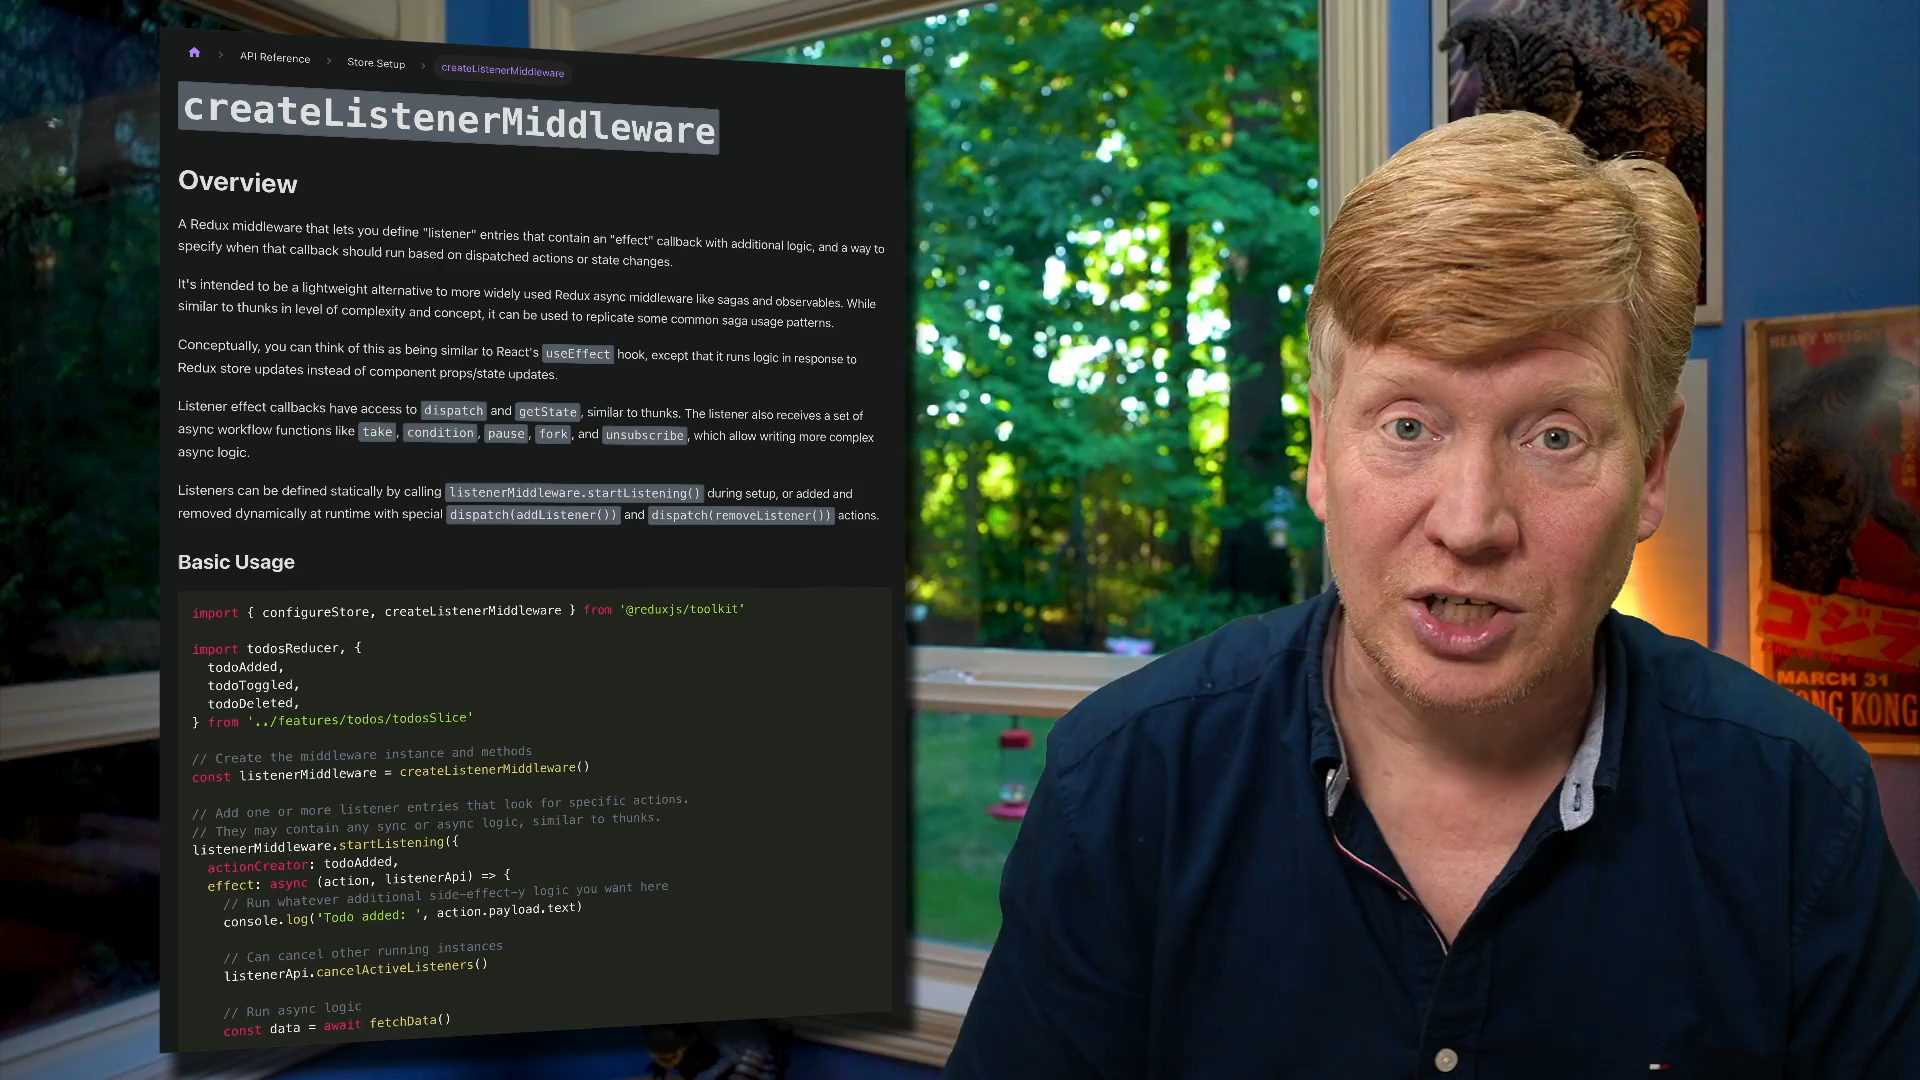 API Reference > Store Setup > createListenerMiddleware
createListenerMiddleware
Overview
A Redux middleware that lets you define "listener" entries that contain an "effect" callback with additional logic, and a way to
specify when that callback should run based on dispatched actions or state changes.
It's intended to be a lightweight alternative to more widely used Redux async middleware like sagas and observables. While
similar to thunks in level of complexity and concept, it can be used to replicate some common saga usage patterns.
Conceptually, you can think of this as being similar to React's useEffect hook, except that it runs logic in response to
Redux store updates instead of component props/state updates.
Listener effect callbacks have access to dispatch and getState, similar to thunks. The listener also receives a set of
async workflow functions like take, condition, pause, fork, and unsubscribe, which allow writing more complex
async logic.
Listeners can be defined statically by calling listenerMiddleware.startListening() during setup, or added and
removed dynamically at runtime with special dispatch(addListener()) and dispatch(removeListener()) actions.
Basic Usage
import { configureStore, createListenerMiddleware } from '@reduxjs/toolkit'
import todosReducer, {
todoAdded,
todoToggled,
todoDeleted,
} from '../features/todos/todosSlice'
// Create the middleware instance and methods
const listenerMiddleware = createListenerMiddleware()
// Add one or more listener entries that look for specific actions.
// They may contain any sync or async logic, similar to thunks.
listenerMiddleware.startListening({
actionCreator: todoAdded,
effect: async (action, listenerApi) => {
// Run whatever additional side-effect-y logic you want here
console.log('Todo added: ', action.payload.text)
// Can cancel other running instances
listenerApi.cancelActiveListeners()
// Run async logic
const data = await fetchData()
HEAVY WEIGHT
ゴジラ
MARCH 31
HONG KONG